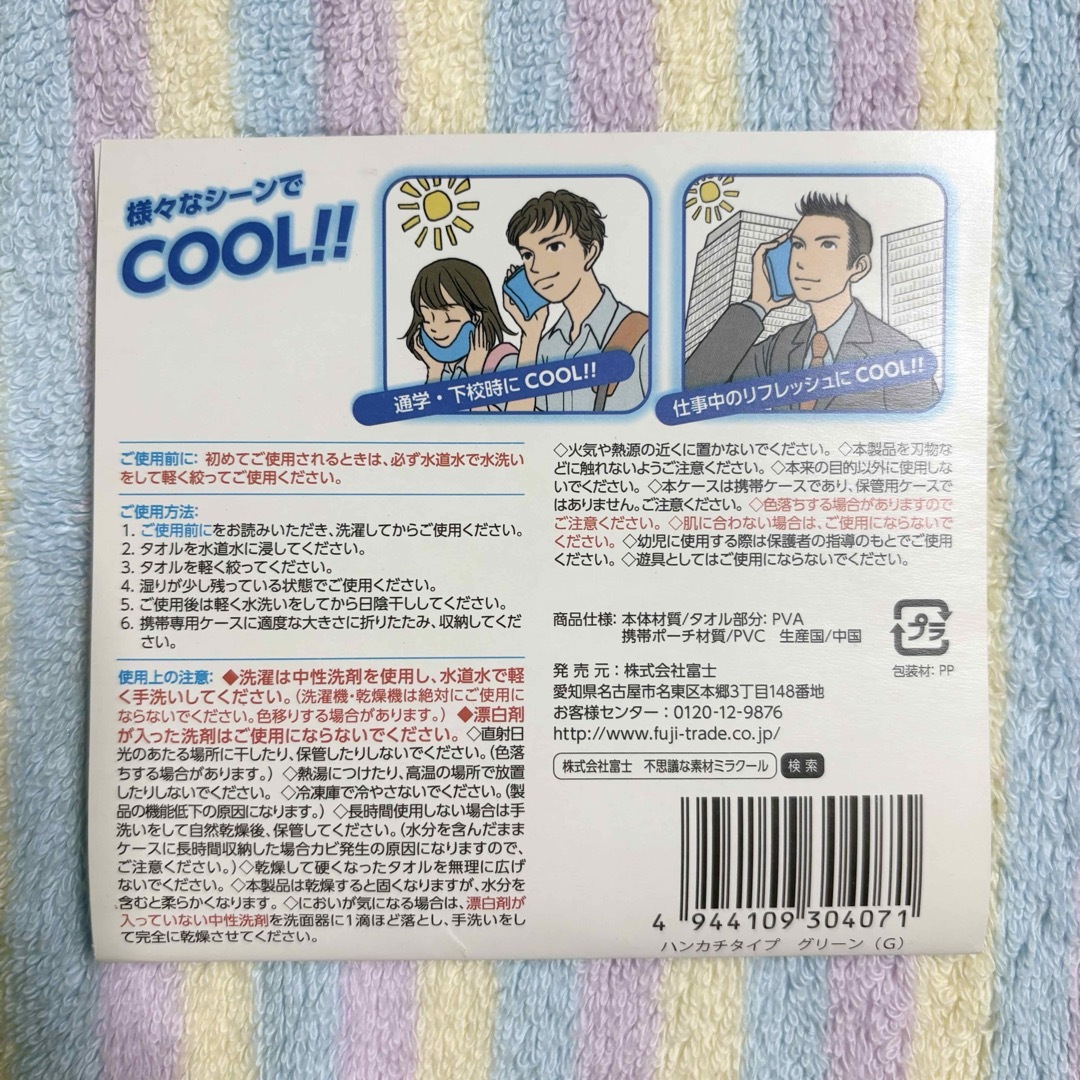 様々なシーンで
COOL!!
通学・下校時に COOL!!
仕事中のリフレッシュに COOL!!
ご使用前に: 初めてご使用されるときは、必ず水道水で水洗い
をして軽く絞ってご使用ください。
ご使用方法:
1. ご使用前にをお読みいただき、洗濯してからご使用ください。
2. タオルを水道水に浸してください。
3. タオルを軽く絞ってください。
4. 湿りが少し残っている状態でご使用ください。
5. ご使用後は軽く水洗いをしてから日陰干ししてください。
6. 携帯専用ケースに適度な大きさに折りたたみ、収納してくだ
さい。
使用上の注意: ◆洗濯は中性洗剤を使用し、水道水で軽
く手洗いしてください。(洗濯機・乾燥機は絶対にご使用に
ならないでください。色移りする場合があります。) ◆漂白剤
が入った洗剤はご使用にならないでください。◇直射日
光のあたる場所に干したり、保管したりしないでください。(色落
ちする場合があります。) ◇熱湯につけたり、高温の場所で放置
したりしないでください。◇冷凍庫で冷やさないでください。(製
品の機能低下の原因になります。) ◇長時間使用しない場合は手
洗いをして自然乾燥後、保管してください。(水分を含んだまま
ケースに長時間収納した場合カビ発生の原因になりますので、
ご注意ください。)◇乾燥して硬くなったタオルを無理に広げ
ないでください。◇本製品は乾燥すると固くなりますが、水分を
含むと柔らかくなります。◇においが気になる場合は、漂白剤が
入っていない中性洗剤を洗面器に1滴ほど落とし、手洗いをし
て完全に乾燥させてください。
◇火気や熱源の近くに置かないでください。◇本製品を刃物な
どに触れないようご注意ください。◇本来の目的以外に使用しな
いでください。◇本ケースは携帯ケースであり、保管用ケースで
はありません。ご注意ください。◇色落ちする場合がありますので
ご注意ください。◇肌に合わない場合は、ご使用にならないで
ください。◇幼児に使用する際は保護者の指導のもとでご使用
ください。◇遊具としてはご使用にならないでください。
商品仕様: 本体材質/タオル部分: PVA
携帯ポーチ材質/PVC 生産国/中国
プラ
包装材: PP
発売元: 株式会社富士
愛知県名古屋市名東区本郷3丁目148番地
お客様センター: 0120-12-9876
http://www.fuji-trade.co.jp/
株式会社富士 不思議な素材ミラクール 検索
4 944109 304071
ハンカチタイプ グリーン (G)